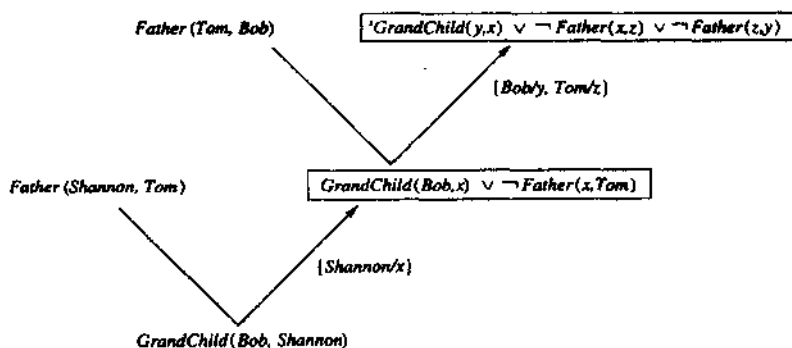 Father (Tom, Bob)
'GrandChild(y,x) ∨ ¬ Father(x,z) ∨ ¬ Father(z,y)
{Bob/y, Tom/z}
Father (Shannon, Tom)
GrandChild(Bob,x) ∨ ¬ Father(x,Tom)
{Shannon/x}
GrandChild(Bob, Shannon)